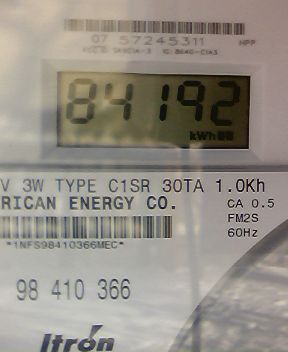 07 57245311 HPP
84192
kWh
V 3W TYPE C1SR 30TA 1.0Kh
RICAN ENERGY CO. CA 0.5
FM2S
*1NFS98410366MEC* 60Hz
98 410 366
Itron